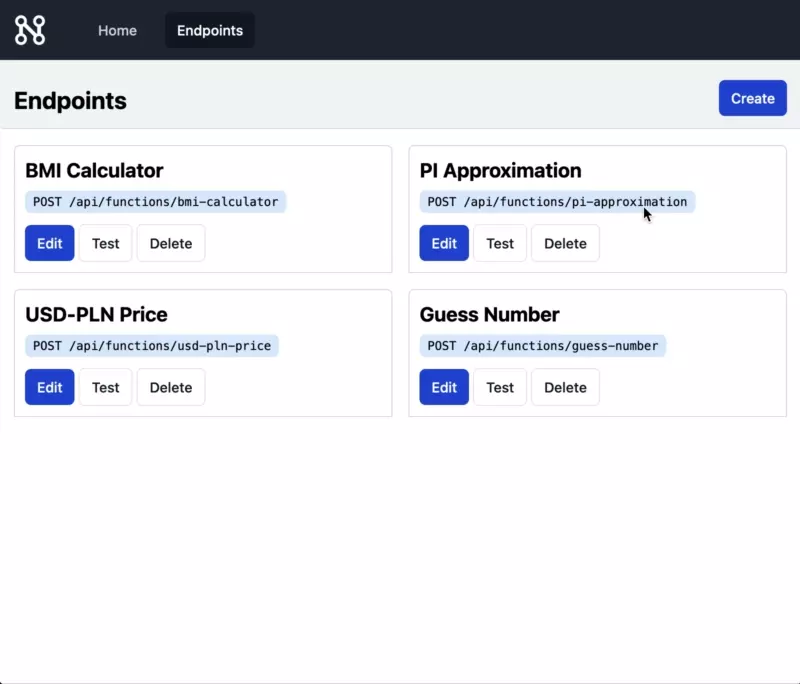 Home Endpoints
Endpoints
Create
BMI Calculator
POST /api/functions/bmi-calculator
Edit Test Delete
PI Approximation
POST /api/functions/pi-approximation
Edit Test Delete
USD-PLN Price
POST /api/functions/usd-pln-price
Edit Test Delete
Guess Number
POST /api/functions/guess-number
Edit Test Delete